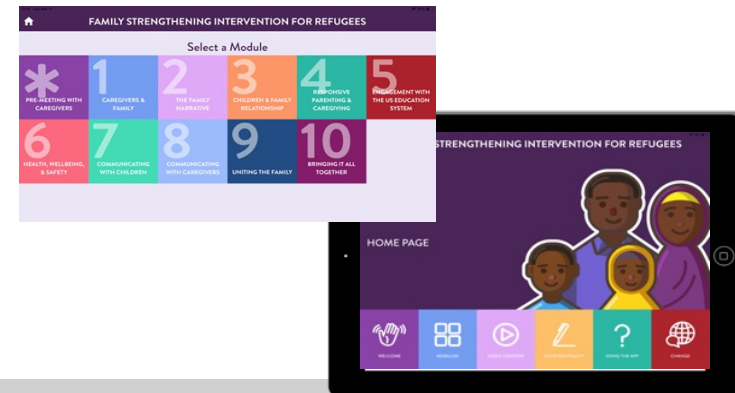 FAMILY STRENGTHENING INTERVENTION FOR REFUGEES
Select a Module
*
PRE-MEETING WITH
CAREGIVERS
1
CAREGIVERS &
FAMILY
2
THE FAMILY
NARRATIVE
3
CHILDREN & FAMILY
RELATIONSHIP
4
RESPONSIVE
PARENTING &
CAREGIVING
5
ENGAGEMENT WITH
THE US EDUCATION
SYSTEM
6
HEALTH, WELLBEING,
& SAFETY
7
COMMUNICATING
WITH CHILDREN
8
COMMUNICATING
WITH CAREGIVERS
9
UNITING THE FAMILY
10
BRINGING IT ALL
TOGETHER
STRENGTHENING INTERVENTION FOR REFUGEES
HOME PAGE
WELCOME
MODULES
?
USING THE APP
CHANGE